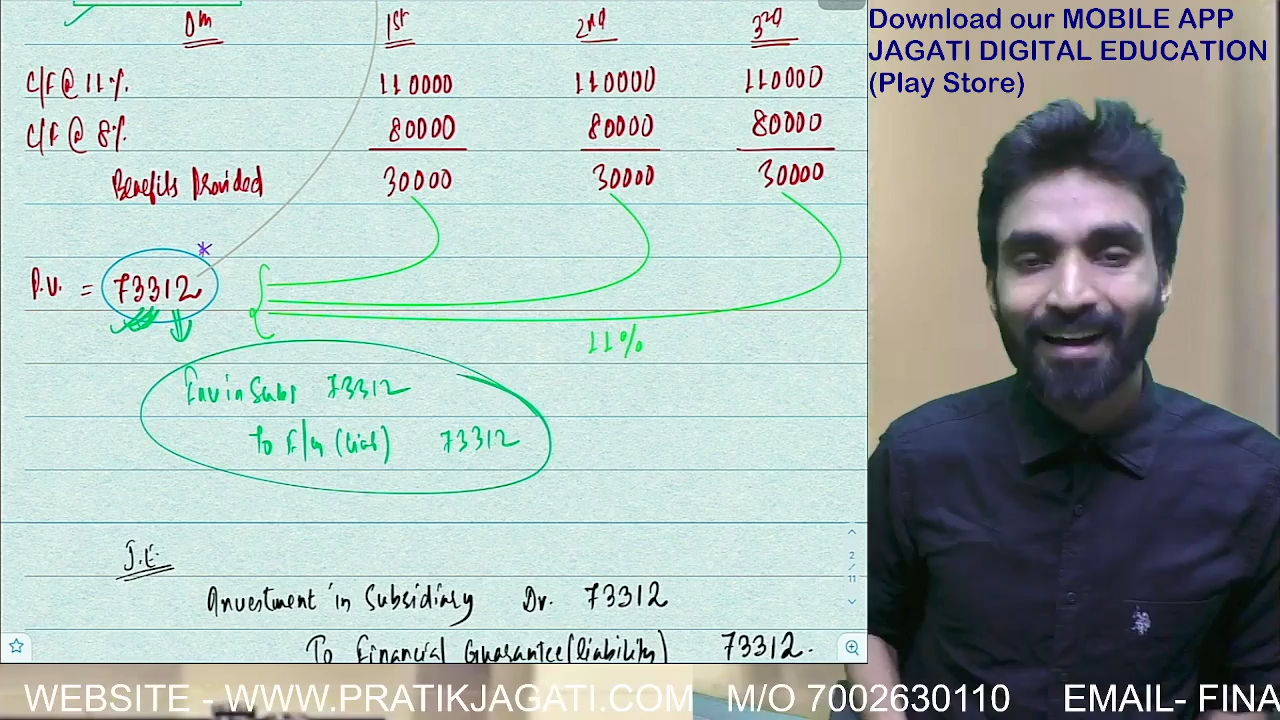 1st 2nd 3rd
C/F @ 11% 110000 110000 110000
C/F @ 8% 80000 80000 80000
Benefits Provided 30000 30000 30000
P.V. = 73312 *
11%
Inv in Subs 73312
To F/G (liab) 73312
J.E.
Investment in Subsidiary Dr. 73312
To Financial Guarantee (liability) 73312.
2
/
11
Download our MOBILE APP
JAGATI DIGITAL EDUCATION
(Play Store)
WEBSITE - WWW.PRATIKJAGATI.COM M/O 7002630110 EMAIL- FINA